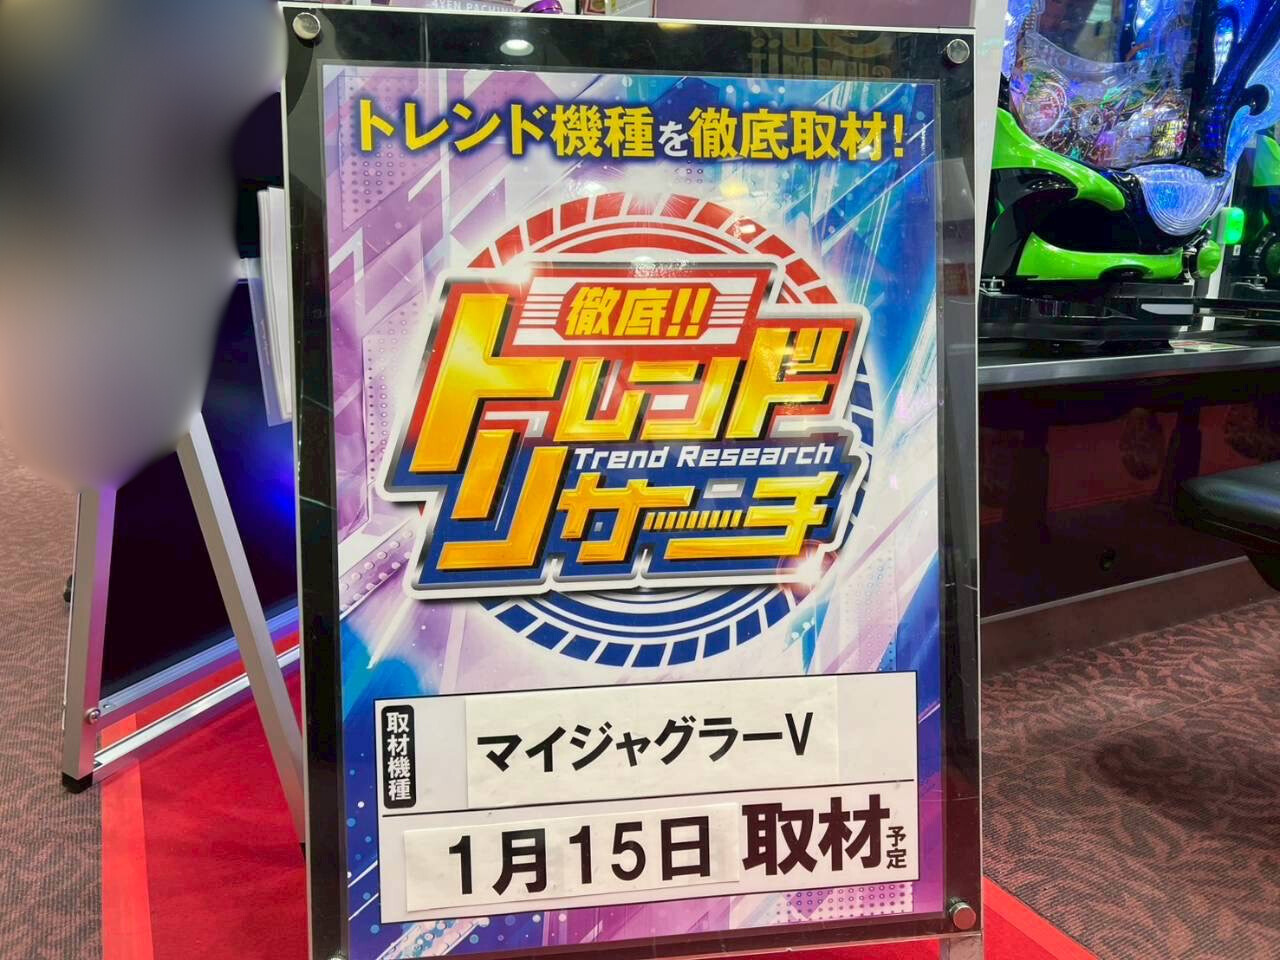 トレンド機種を徹底取材!
徹底!!
トレンド
Trend Research
リサーチ
取材機種
マイジャグラーV
1月15日 取材予定